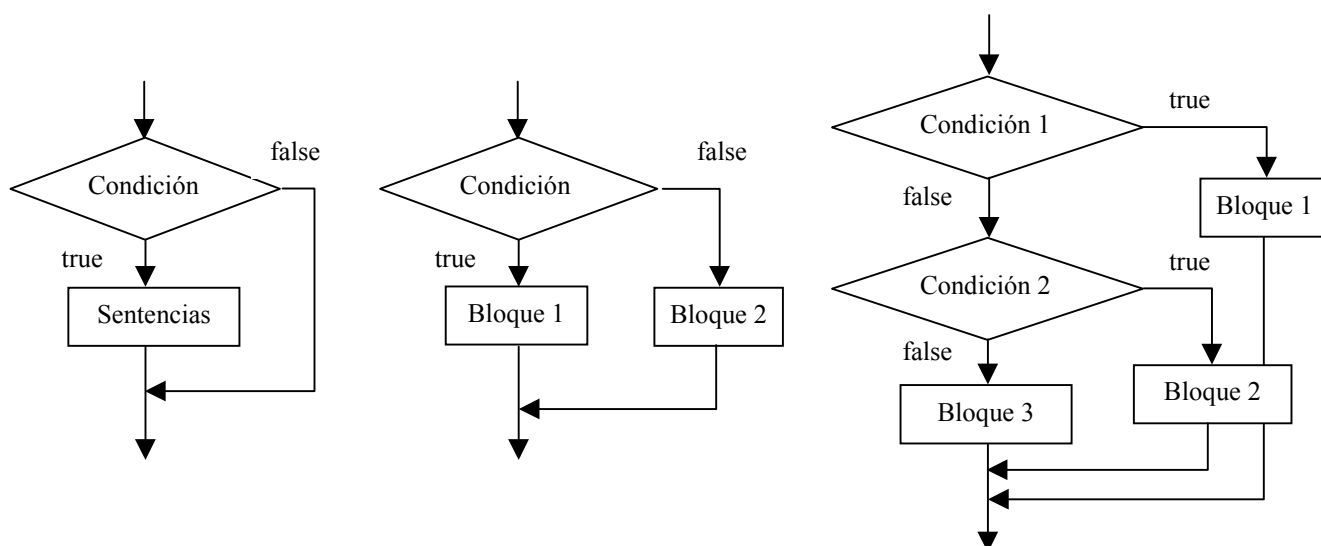 false
Condición
true
Sentencias
false
Condición
true
Bloque 1
Bloque 2
true
Condición 1
false
Bloque 1
true
Condición 2
false
Bloque 2
Bloque 3